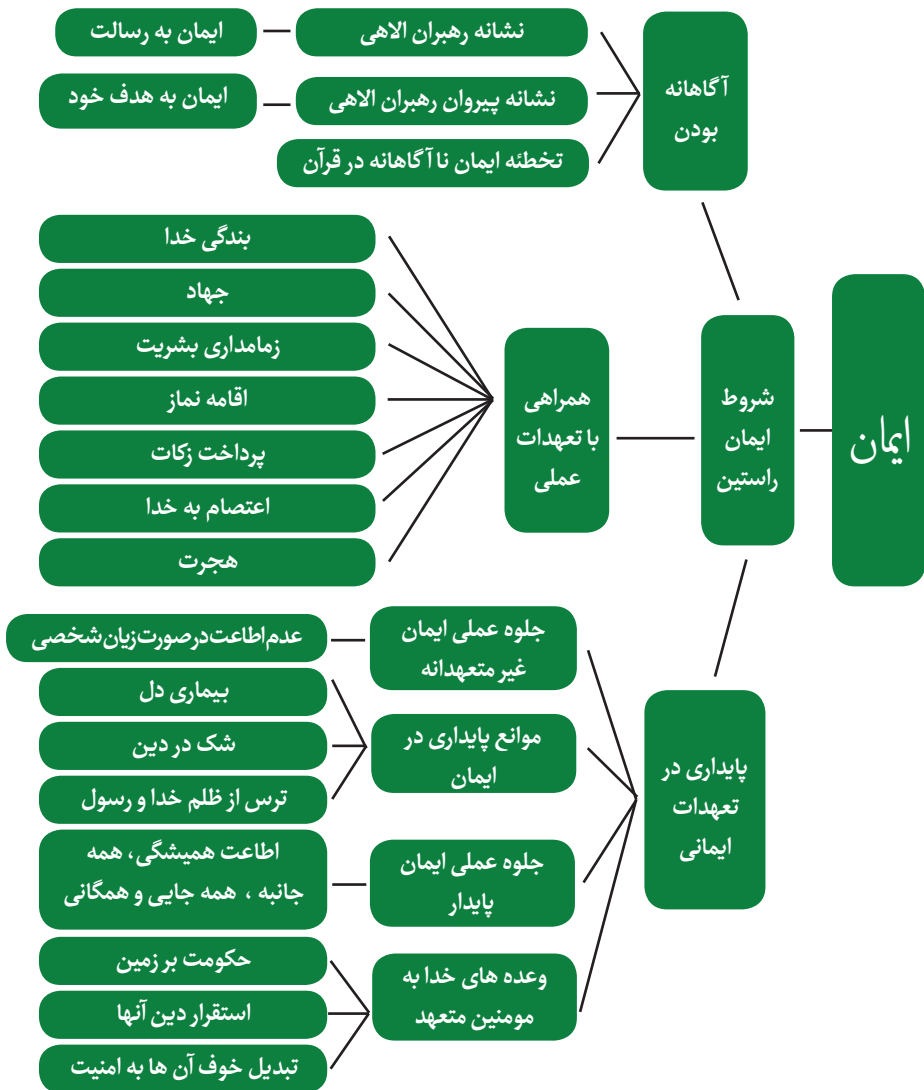 ایمان
شروط
ایمان
راستین
آگاهانه
بودن
نشانه رهبران الاهی
ایمان به رسالت
نشانه پیروان رهبران الاهی
ایمان به هدف خود
تخطئه ایمان ناآگاهانه در قرآن
همراهی
با تعهدات
عملی
بندگی خدا
جهاد
زمامداری بشریت
اقامه نماز
پرداخت زکات
اعتصام به خدا
هجرت
پایداری در
تعهدات
ایمانی
جلوه عملی ایمان
غیر متعهدانه
عدم اطاعت در صورت زیان شخصی
موانع پایداری در
ایمان
بیماری دل
شک در دین
ترس از ظلم خدا و رسول
جلوه عملی ایمان
پایدار
اطاعت همیشگی، همه
جانبه ، همه جایی و همگانی
وعده های خدا به
مومنین متعهد
حکومت بر زمین
استقرار دین آنها
تبدیل خوف آن ها به امنیت